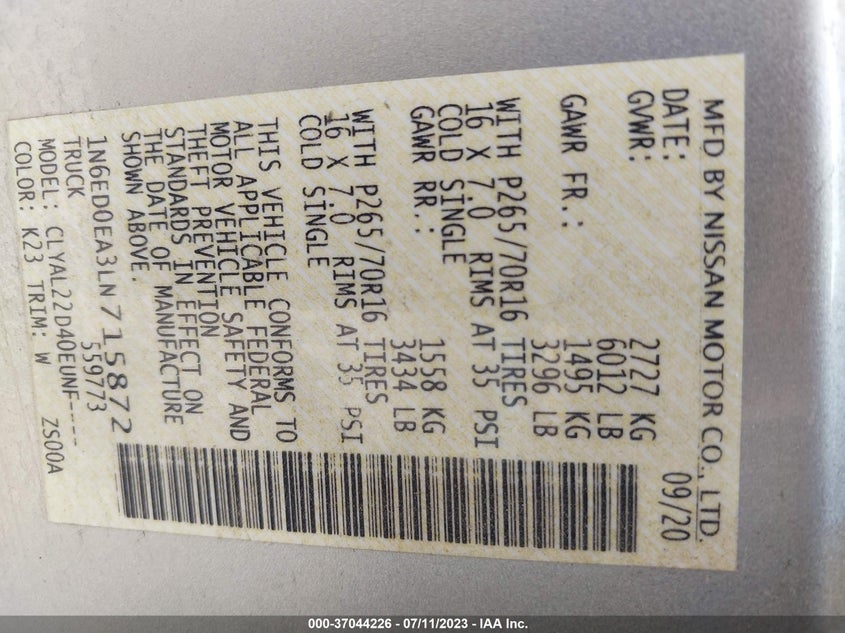 MFD BY NISSAN MOTOR CO., LTD.
DATE: 09/20
GVWR: 2727 KG
6012 LB
GAWR FR.: 1495 KG
3296 LB
WITH P265/70R16 TIRES
16 X 7.0 RIMS AT 35 PSI
COLD SINGLE
GAWR RR.: 1558 KG
3434 LB
WITH P265/70R16 TIRES
16 X 7.0 RIMS AT 35 PSI
COLD SINGLE
THIS VEHICLE CONFORMS TO
ALL APPLICABLE FEDERAL
MOTOR VEHICLE SAFETY AND
THEFT PREVENTION
STANDARDS IN EFFECT ON
THE DATE OF MANUFACTURE
SHOWN ABOVE.
1N6ED0EA3LN715872
TRUCK 559773
MODEL: CLYAL22D40EUNF----
COLOR: K23 TRIM: W ZS00A
000-37044226 - 07/11/2023 - IAA Inc.